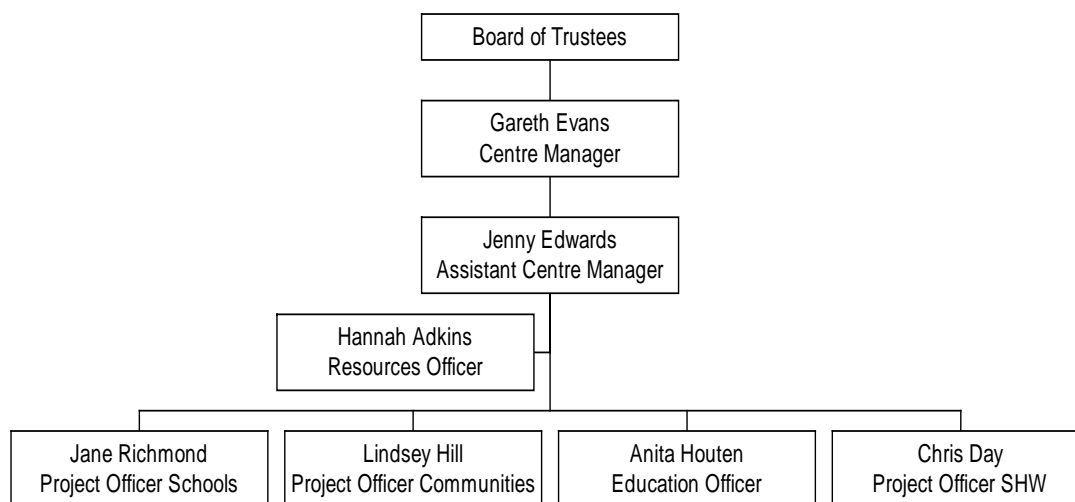 Board of Trustees
Gareth Evans
Centre Manager
Jenny Edwards
Assistant Centre Manager
Hannah Adkins
Resources Officer
Jane Richmond
Project Officer Schools
Lindsey Hill
Project Officer Communities
Anita Houten
Education Officer
Chris Day
Project Officer SHW